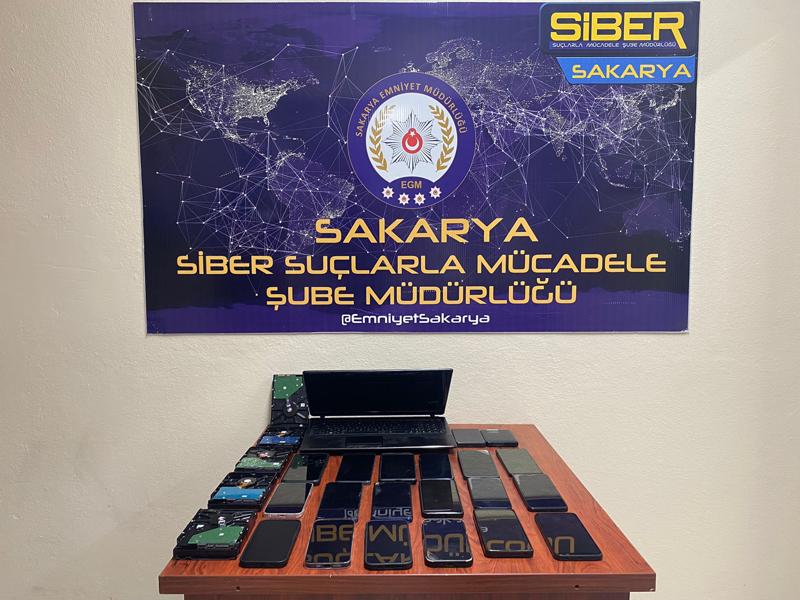 SİBER
SUÇLARLA MÜCADELE ŞUBE MÜDÜRLÜĞÜ
SAKARYA
SAKARYA EMNİYET MÜDÜRLÜĞÜ
EGM
SAKARYA
SİBER SUÇLARLA MÜCADELE
ŞUBE MÜDÜRLÜĞÜ
@EmniyetSakarya